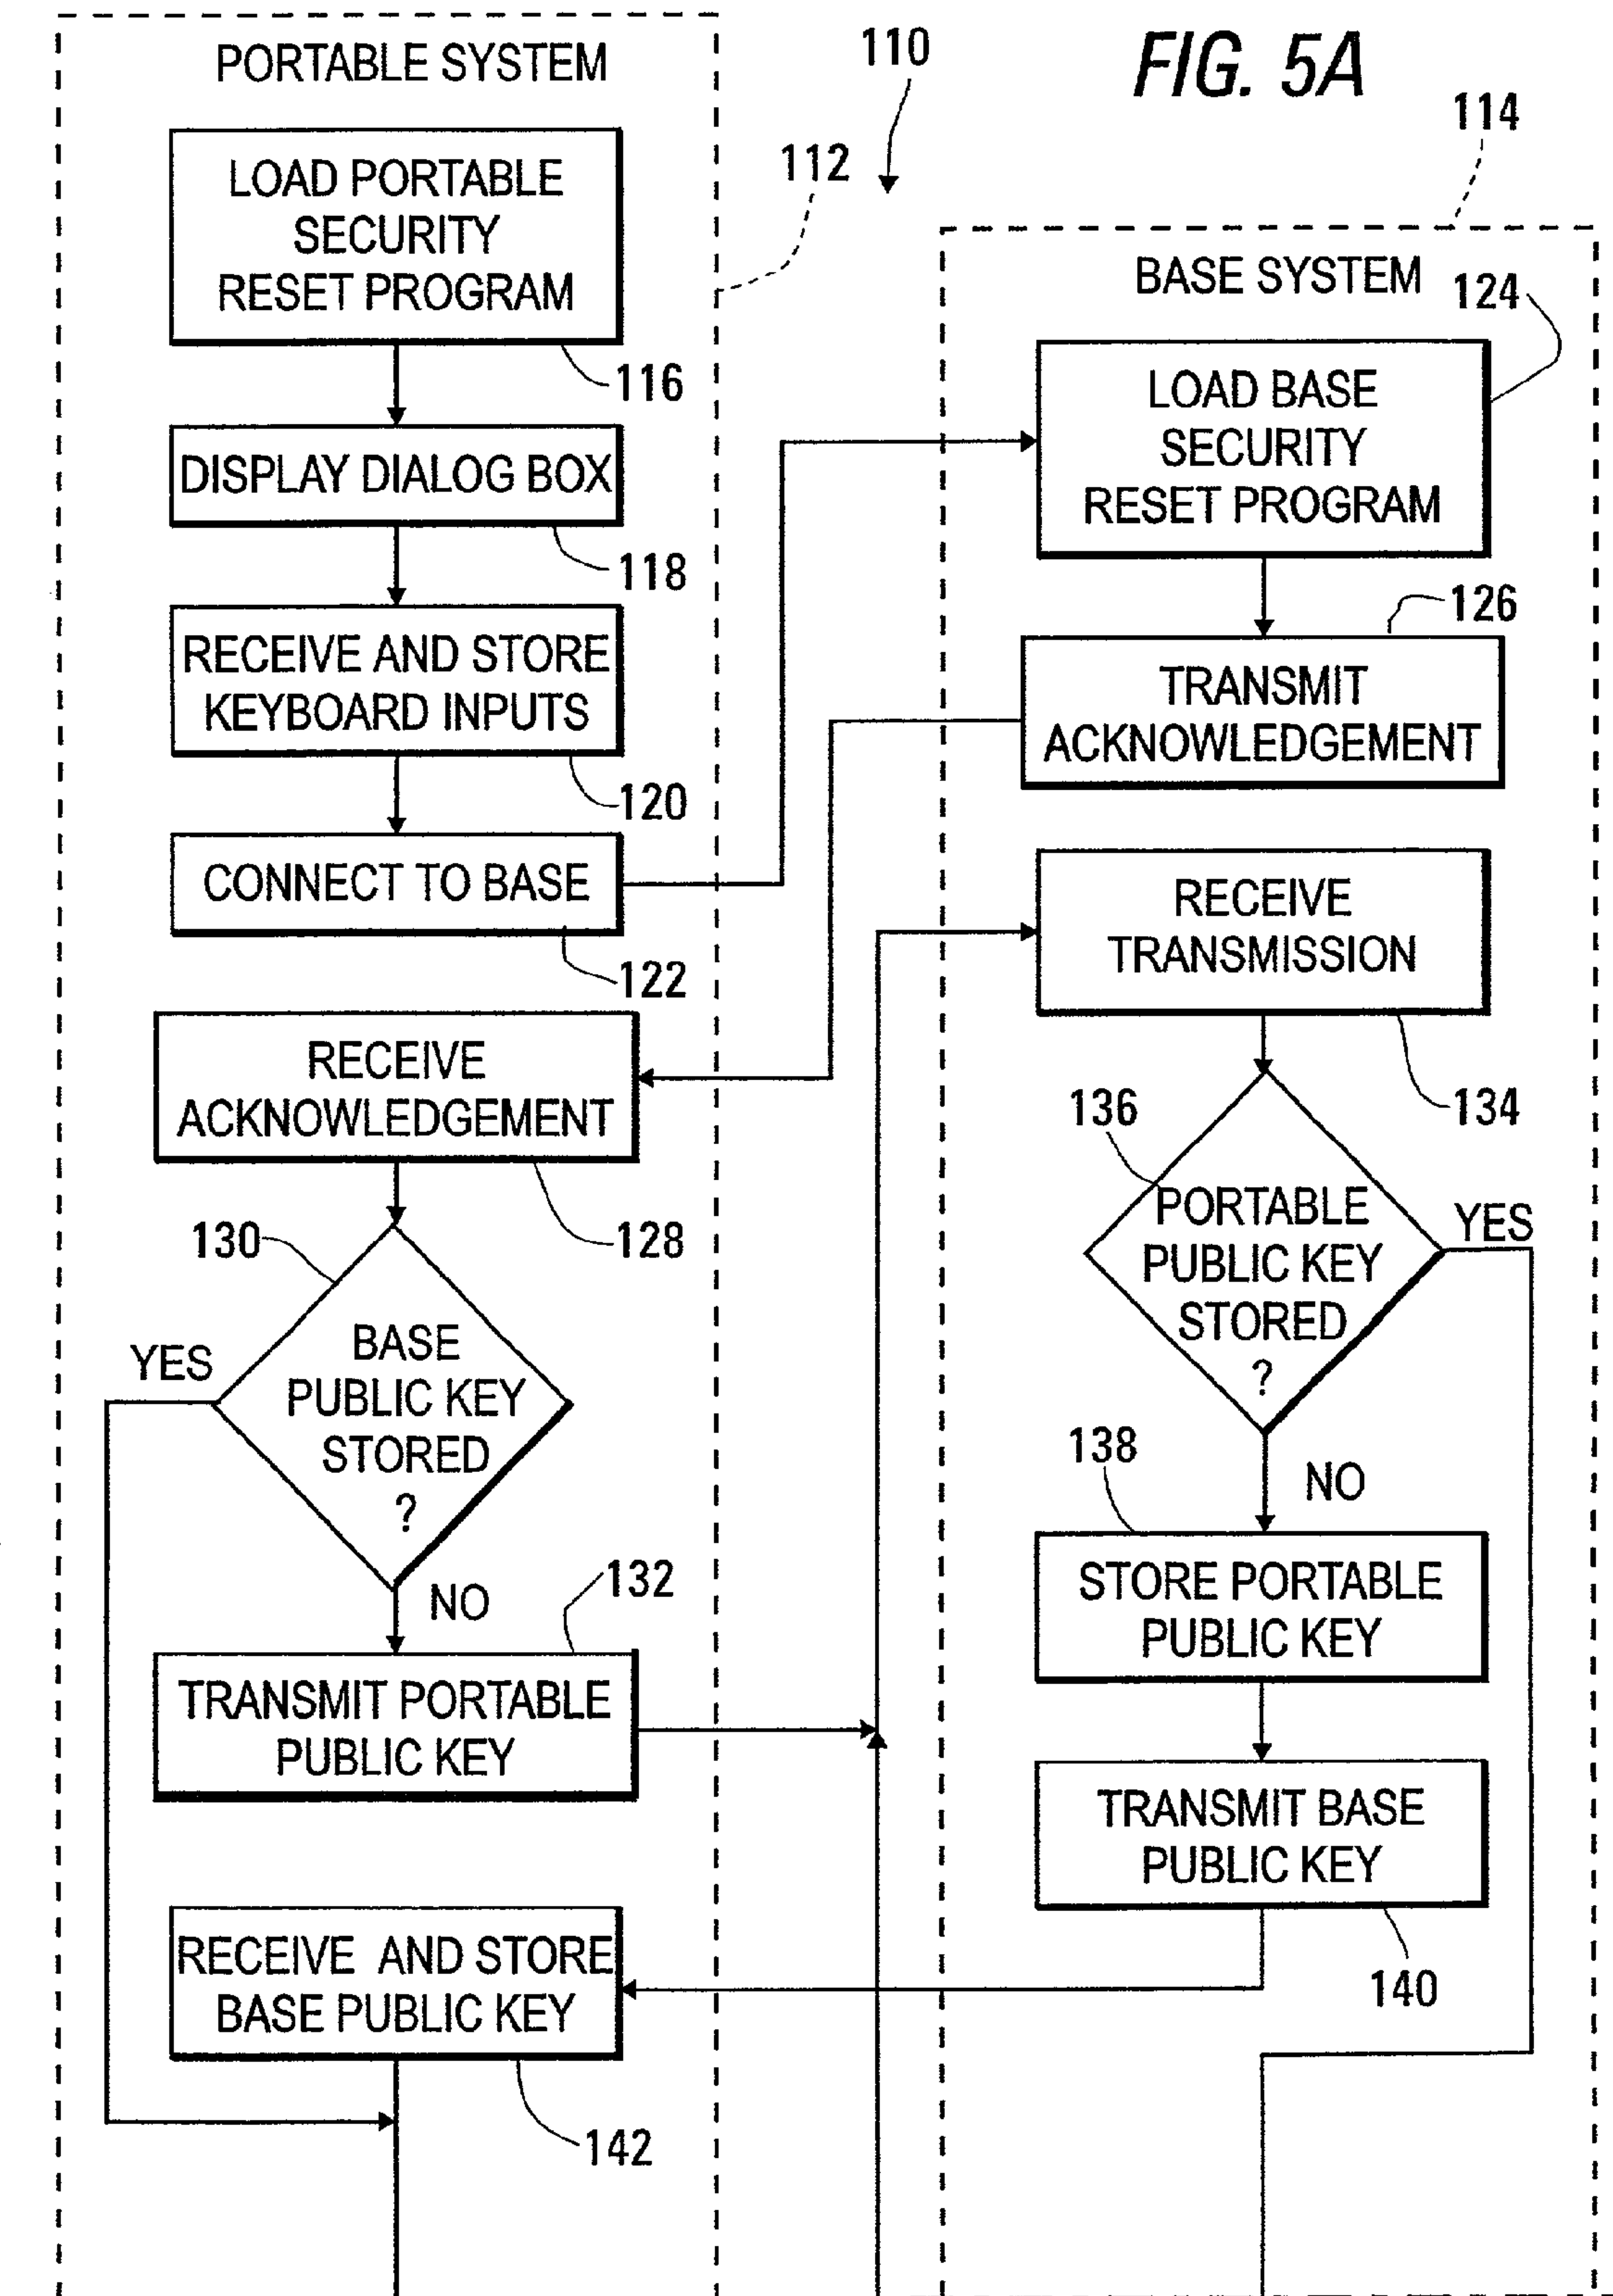 FIG. 5A
110
PORTABLE SYSTEM
112
LOAD PORTABLE
SECURITY
RESET PROGRAM
116
DISPLAY DIALOG BOX
118
RECEIVE AND STORE
KEYBOARD INPUTS
120
CONNECT TO BASE
122
RECEIVE
ACKNOWLEDGEMENT
128
130
BASE
PUBLIC KEY
STORED
?
YES
NO
132
TRANSMIT PORTABLE
PUBLIC KEY
RECEIVE AND STORE
BASE PUBLIC KEY
142
114
BASE SYSTEM
124
LOAD BASE
SECURITY
RESET PROGRAM
126
TRANSMIT
ACKNOWLEDGEMENT
RECEIVE
TRANSMISSION
134
136
PORTABLE
PUBLIC KEY
STORED
?
YES
NO
138
STORE PORTABLE
PUBLIC KEY
TRANSMIT BASE
PUBLIC KEY
140